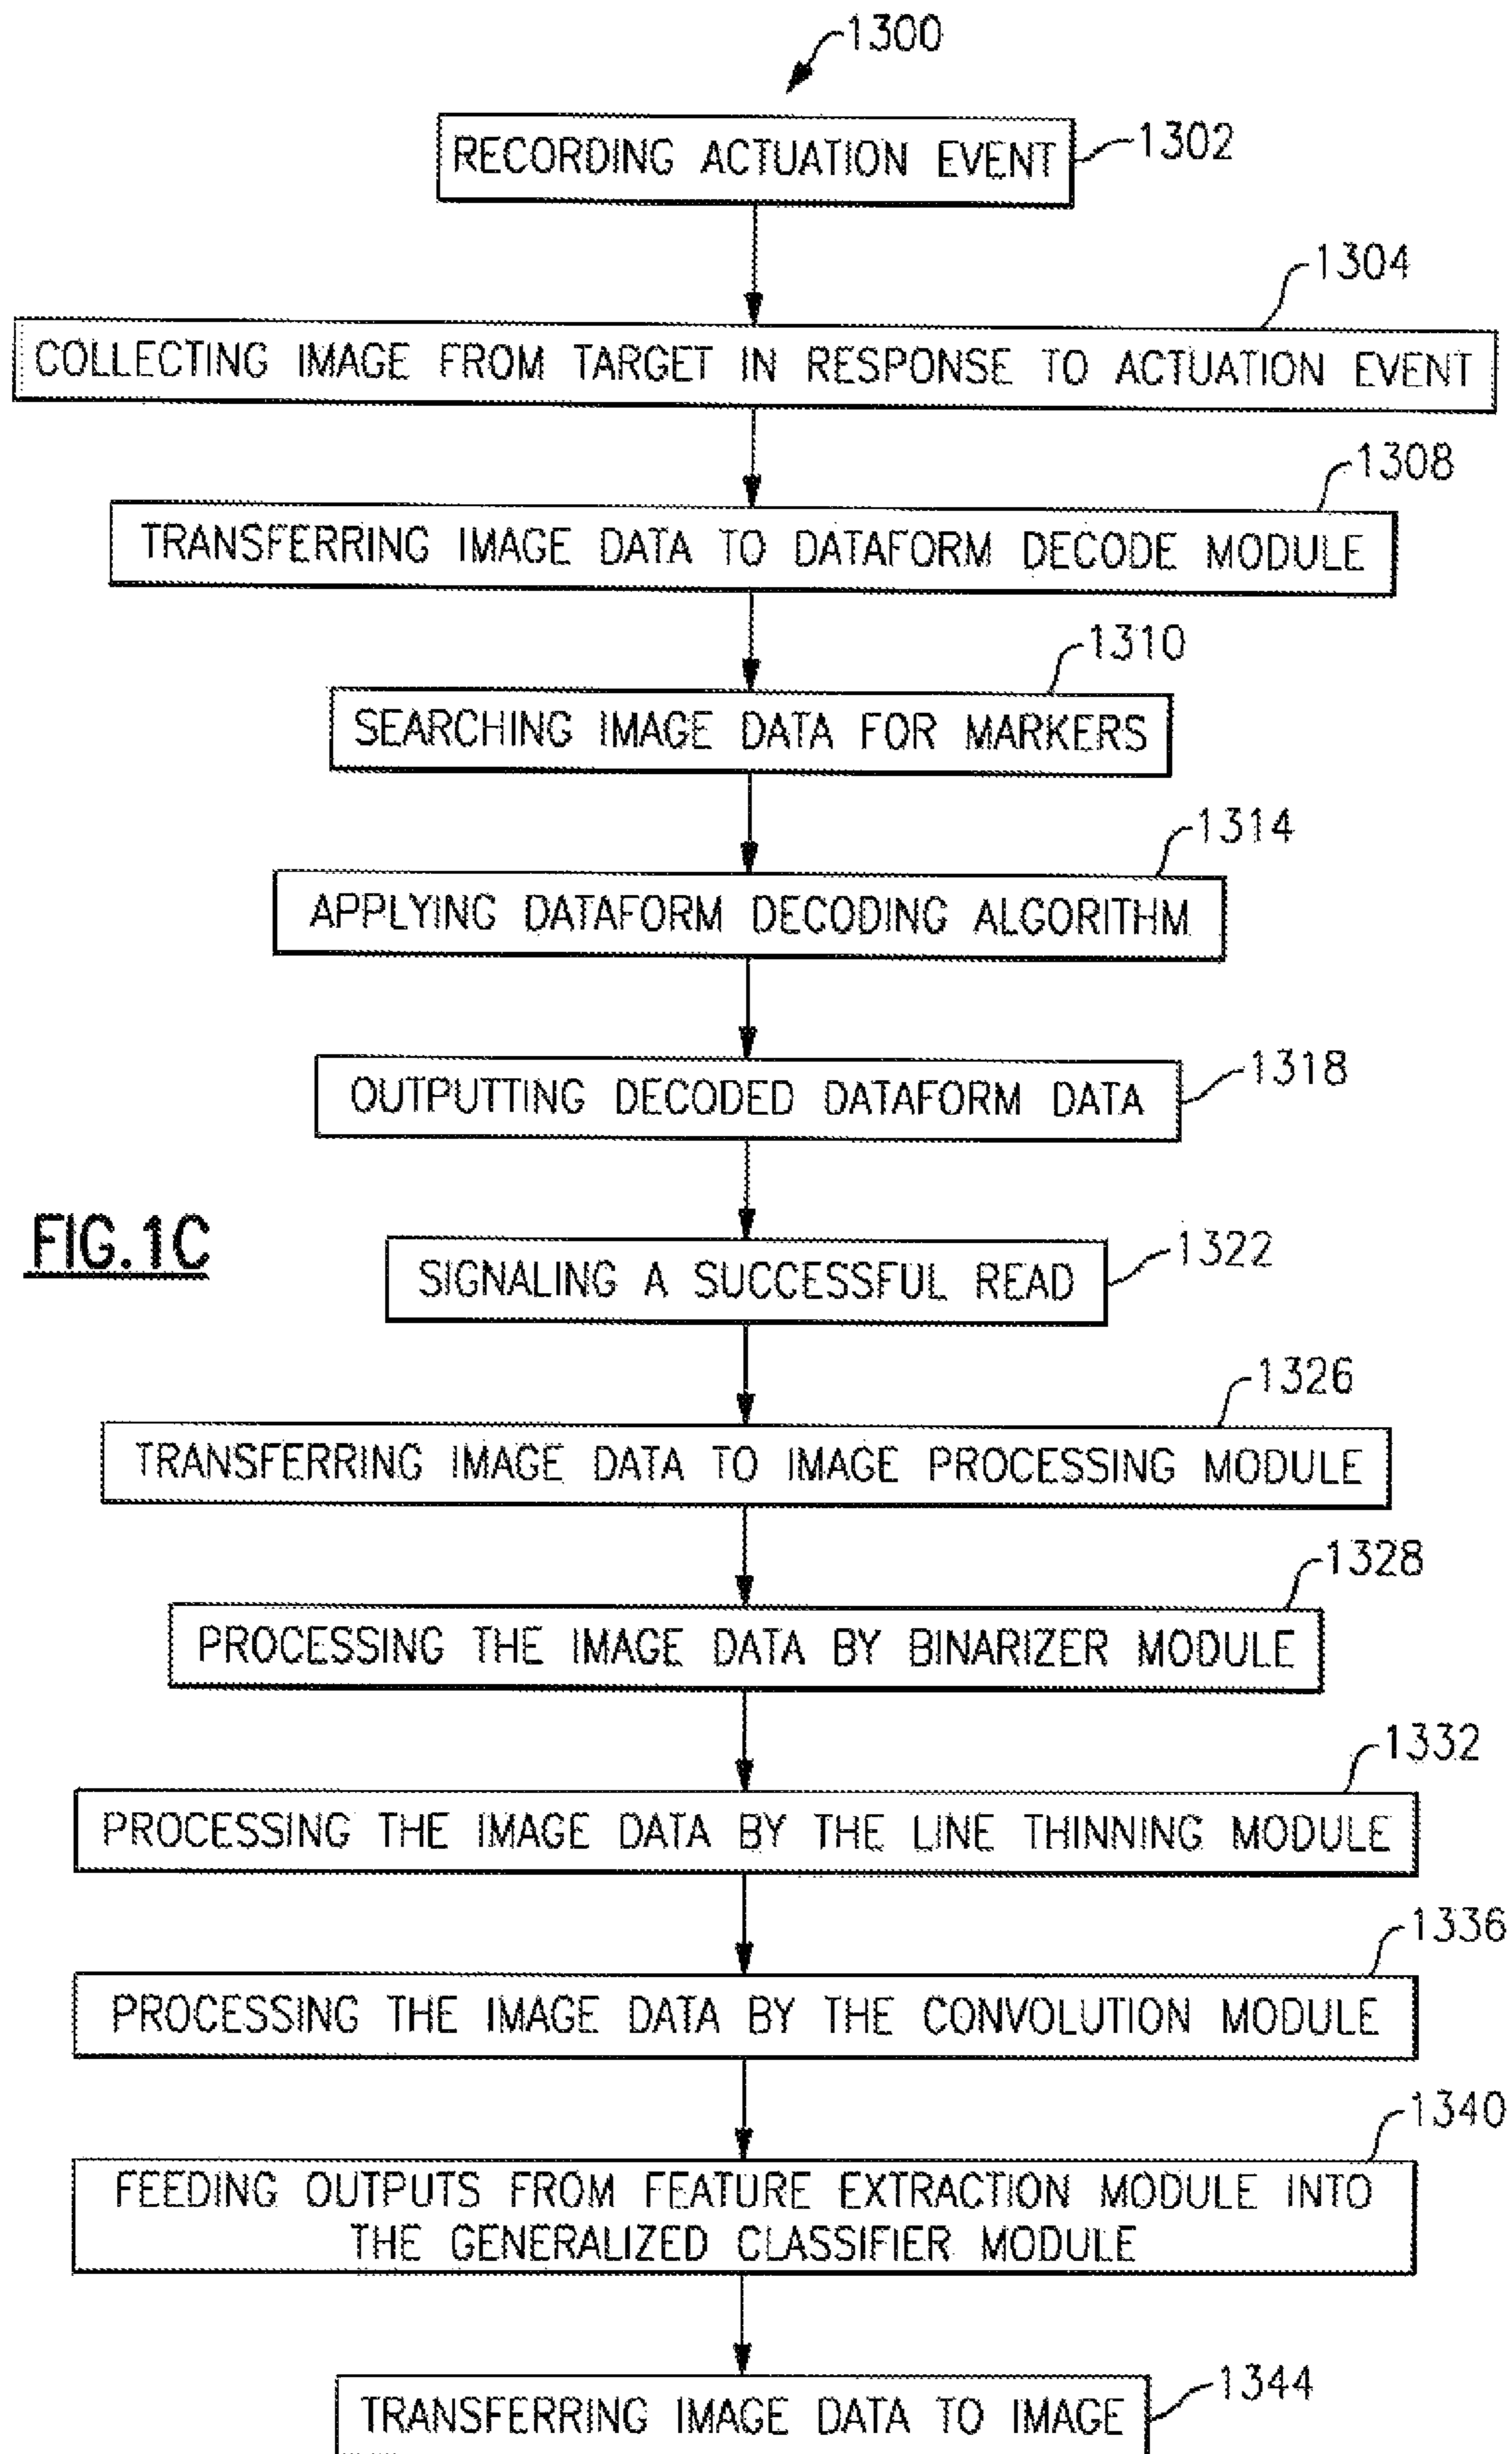 1300
RECORDING ACTUATION EVENT
1302
1304
COLLECTING IMAGE FROM TARGET IN RESPONSE TO ACTUATION EVENT
1308
TRANSFERRING IMAGE DATA TO DATAFORM DECODE MODULE
1310
SEARCHING IMAGE DATA FOR MARKERS
1314
APPLYING DATAFORM DECODING ALGORITHM
OUTPUTTING DECODED DATAFORM DATA
1318
FIG.1C
SIGNALING A SUCCESSFUL READ
1322
1326
TRANSFERRING IMAGE DATA TO IMAGE PROCESSING MODULE
1328
PROCESSING THE IMAGE DATA BY BINARIZER MODULE
1332
PROCESSING THE IMAGE DATA BY THE LINE THINNING MODULE
1336
PROCESSING THE IMAGE DATA BY THE CONVOLUTION MODULE
1340
FEEDING OUTPUTS FROM FEATURE EXTRACTION MODULE INTO
THE GENERALIZED CLASSIFIER MODULE
1344
TRANSFERRING IMAGE DATA TO IMAGE